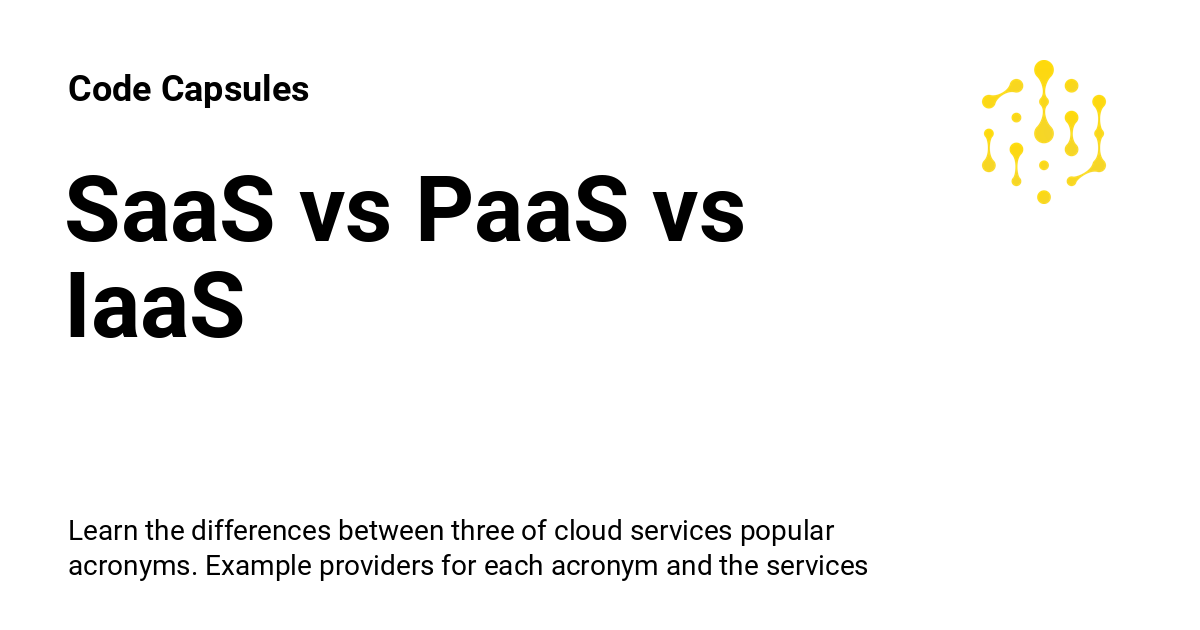 Code Capsules
SaaS vs PaaS vs
IaaS
Learn the differences between three of cloud services popular
acronyms. Example providers for each acronym and the services